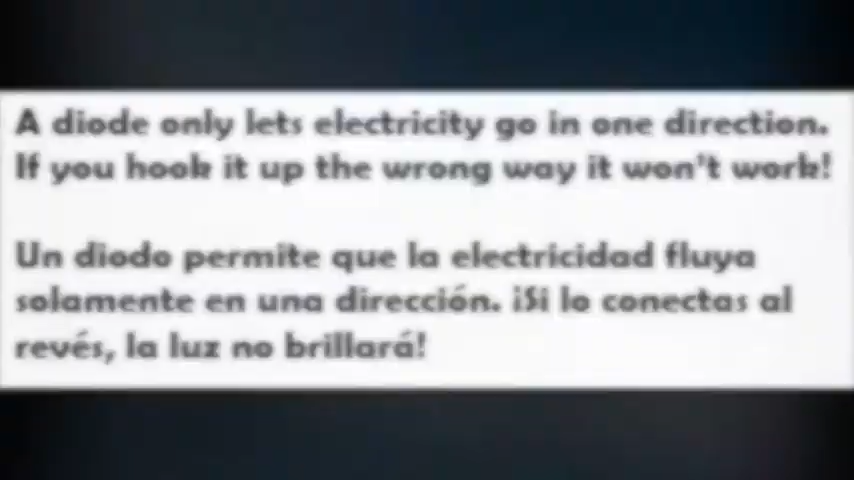 A diode only lets electricity go in one direction.
If you hook it up the wrong way it won't work!
Un diodo permite que la electricidad fluya
solamente en una dirección. ¡Si lo conectas al
revés, la luz no brillará!